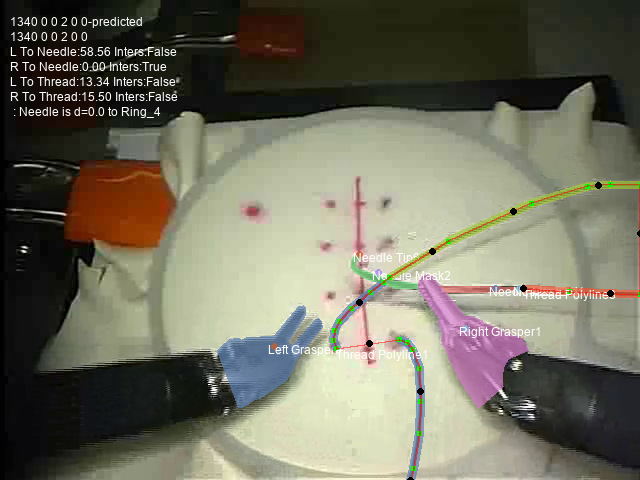 1340 0 0 2 0 0-predicted
1340 0 0 2 0 0
L To Needle:58.56 Inters:False
R To Needle:0.00 Inters:True
L To Thread:13.34 Inters:False
R To Thread:15.50 Inters:False
: Needle is d=0.0 to Ring_4
Needle Tip
Mask2
Thread Polyline
Right Grasper1
Left Grasper
Thread Polyline1